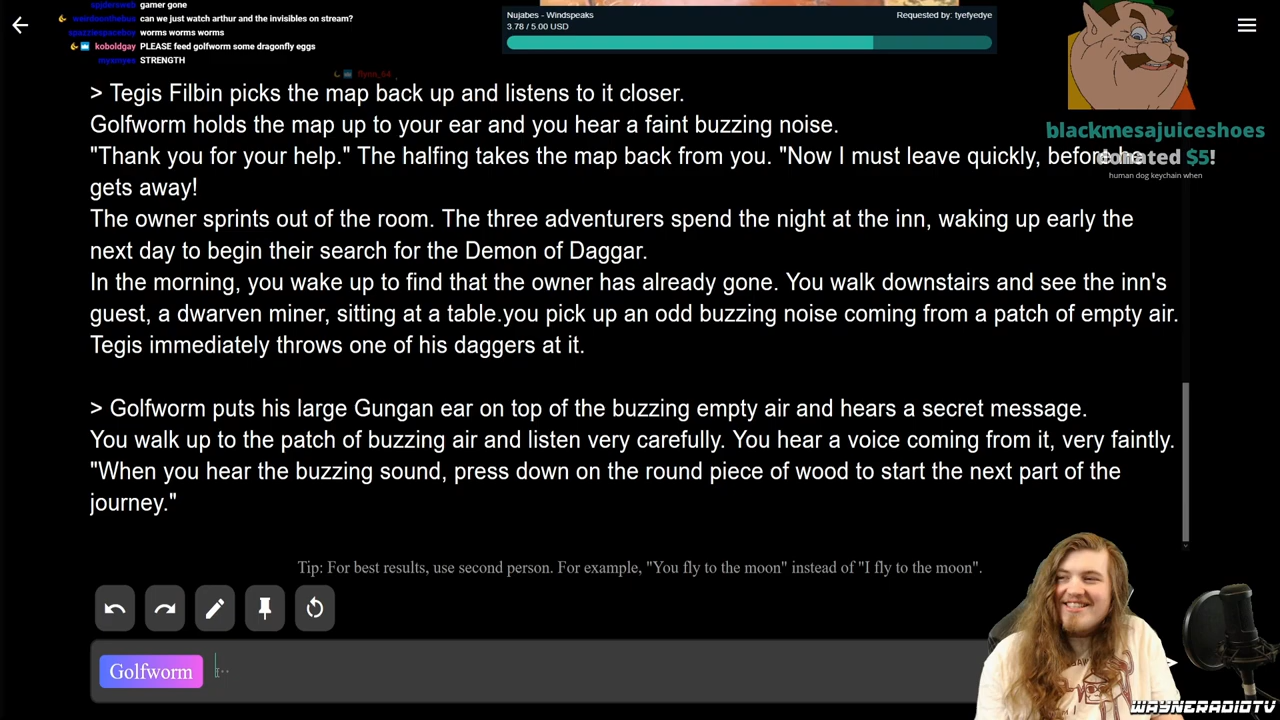 spjdersweb gamer gone
weirdoonthebus can we just watch arthur and the invisibles on stream?
spazziespaceboy worms worms worms
koboldgay PLEASE feed golfworm some dragonfly eggs
myamyes STRENGTH
flynn_64
Nujabes - Windspeaks
Requested by: tyefyedye
3.78 / 5.00 USD
blackmesajuiceshoes
donated $5!
human dog keychain when
> Tegis Filbin picks the map back up and listens to it closer.
Golfworm holds the map up to your ear and you hear a faint buzzing noise.
"Thank you for your help." The halfing takes the map back from you. "Now I must leave quickly, before he
gets away!
The owner sprints out of the room. The three adventurers spend the night at the inn, waking up early the
next day to begin their search for the Demon of Daggar.
In the morning, you wake up to find that the owner has already gone. You walk downstairs and see the inn's
guest, a dwarven miner, sitting at a table.you pick up an odd buzzing noise coming from a patch of empty air.
Tegis immediately throws one of his daggers at it.
> Golfworm puts his large Gungan ear on top of the buzzing empty air and hears a secret message.
You walk up to the patch of buzzing air and listen very carefully. You hear a voice coming from it, very faintly.
"When you hear the buzzing sound, press down on the round piece of wood to start the next part of the
journey."
Tip: For best results, use second person. For example, "You fly to the moon" instead of "I fly to the moon".
Golfworm
WAYNERADIOTV